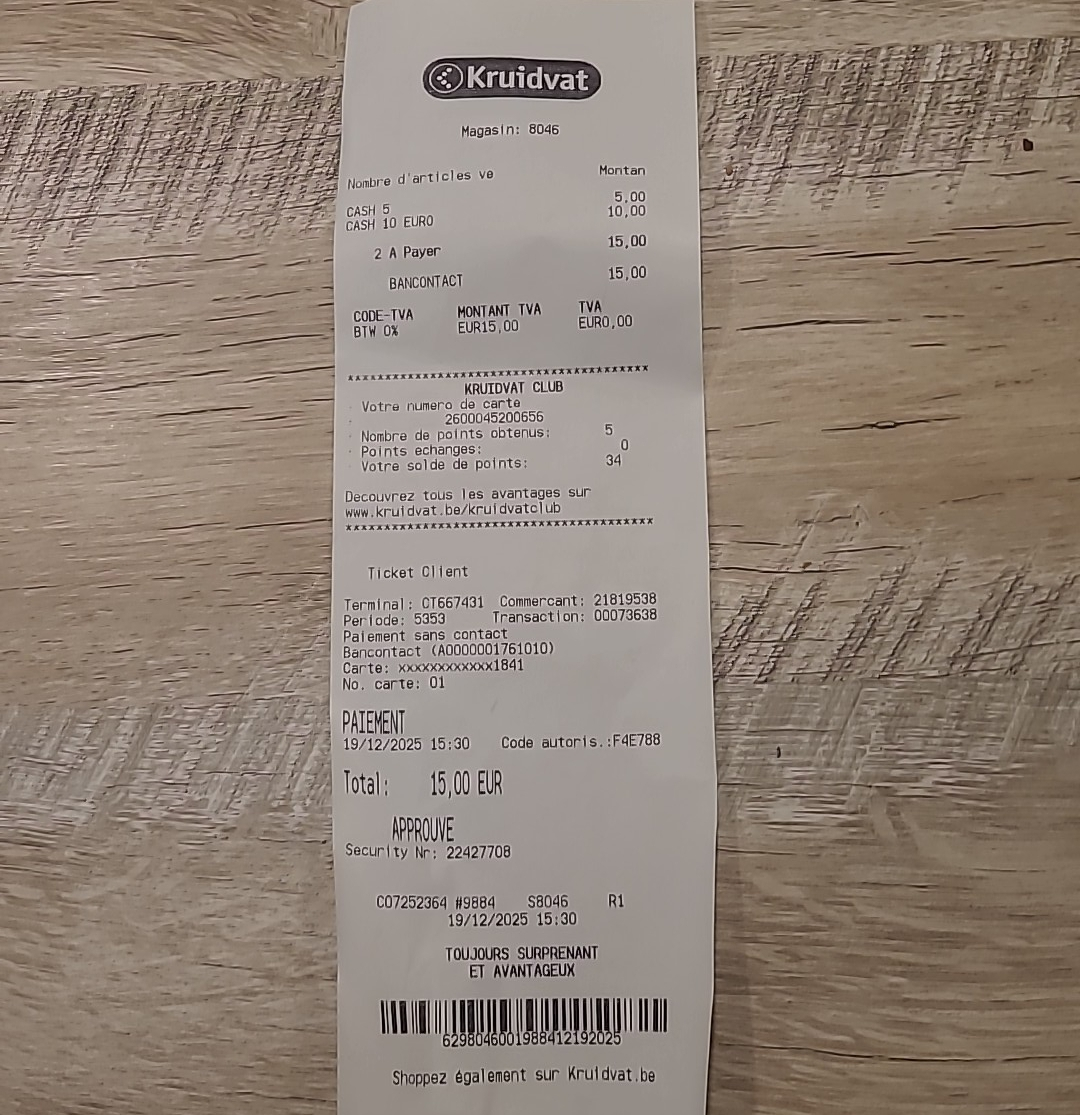 Kruidvat
Magasin: 8046
Nombre d'articles ve Montan
CASH 5 5,00
CASH 10 EURO 10,00
2 A Payer 15,00
BANCONTACT 15,00
CODE-TVA MONTANT TVA TVA
BTW 0% EUR15,00 EUR0,00
***************************************
KRUIDVAT CLUB
Votre numero de carte
2600045200656
Nombre de points obtenus: 5
Points echanges: 0
Votre solde de points: 34
Decouvrez tous les avantages sur
www.kruidvat.be/kruidvatclub
****************************************
Ticket Client
Terminal: CT667431 Commercant: 21819538
Periode: 5353 Transaction: 00073638
Paiement sans contact
Bancontact (A0000001761010)
Carte: xxxxxxxxxxxx1841
No. carte: 01
PAIEMENT
19/12/2025 15:30 Code autoris.:F4E788
Total: 15,00 EUR
APPROUVE
Security Nr: 22427708
C07252364 #9884 S8046 R1
19/12/2025 15:30
TOUJOURS SURPRENANT
ET AVANTAGEUX
6298046001988412192025
Shoppez également sur Kruidvat.be